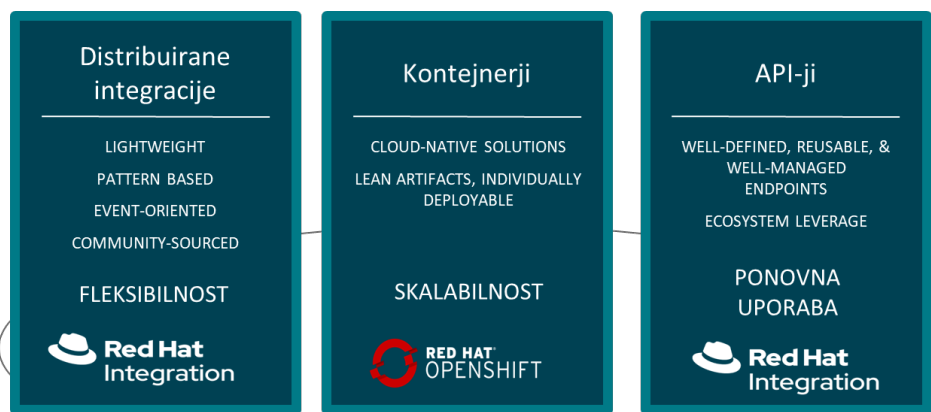 Distribuirane
integracije
LIGHTWEIGHT
PATTERN BASED
EVENT-ORIENTED
COMMUNITY-SOURCED
FLEKSIBILNOST
Red Hat
Integration
Kontejnerji
CLOUD-NATIVE SOLUTIONS
LEAN ARTIFACTS, INDIVIDUALLY
DEPLOYABLE
SKALABILNOST
RED HAT®
OPENSHIFT
API-ji
WELL-DEFINED, REUSABLE, &
WELL-MANAGED
ENDPOINTS
ECOSYSTEM LEVERAGE
PONOVNA
UPORABA
Red Hat
Integration